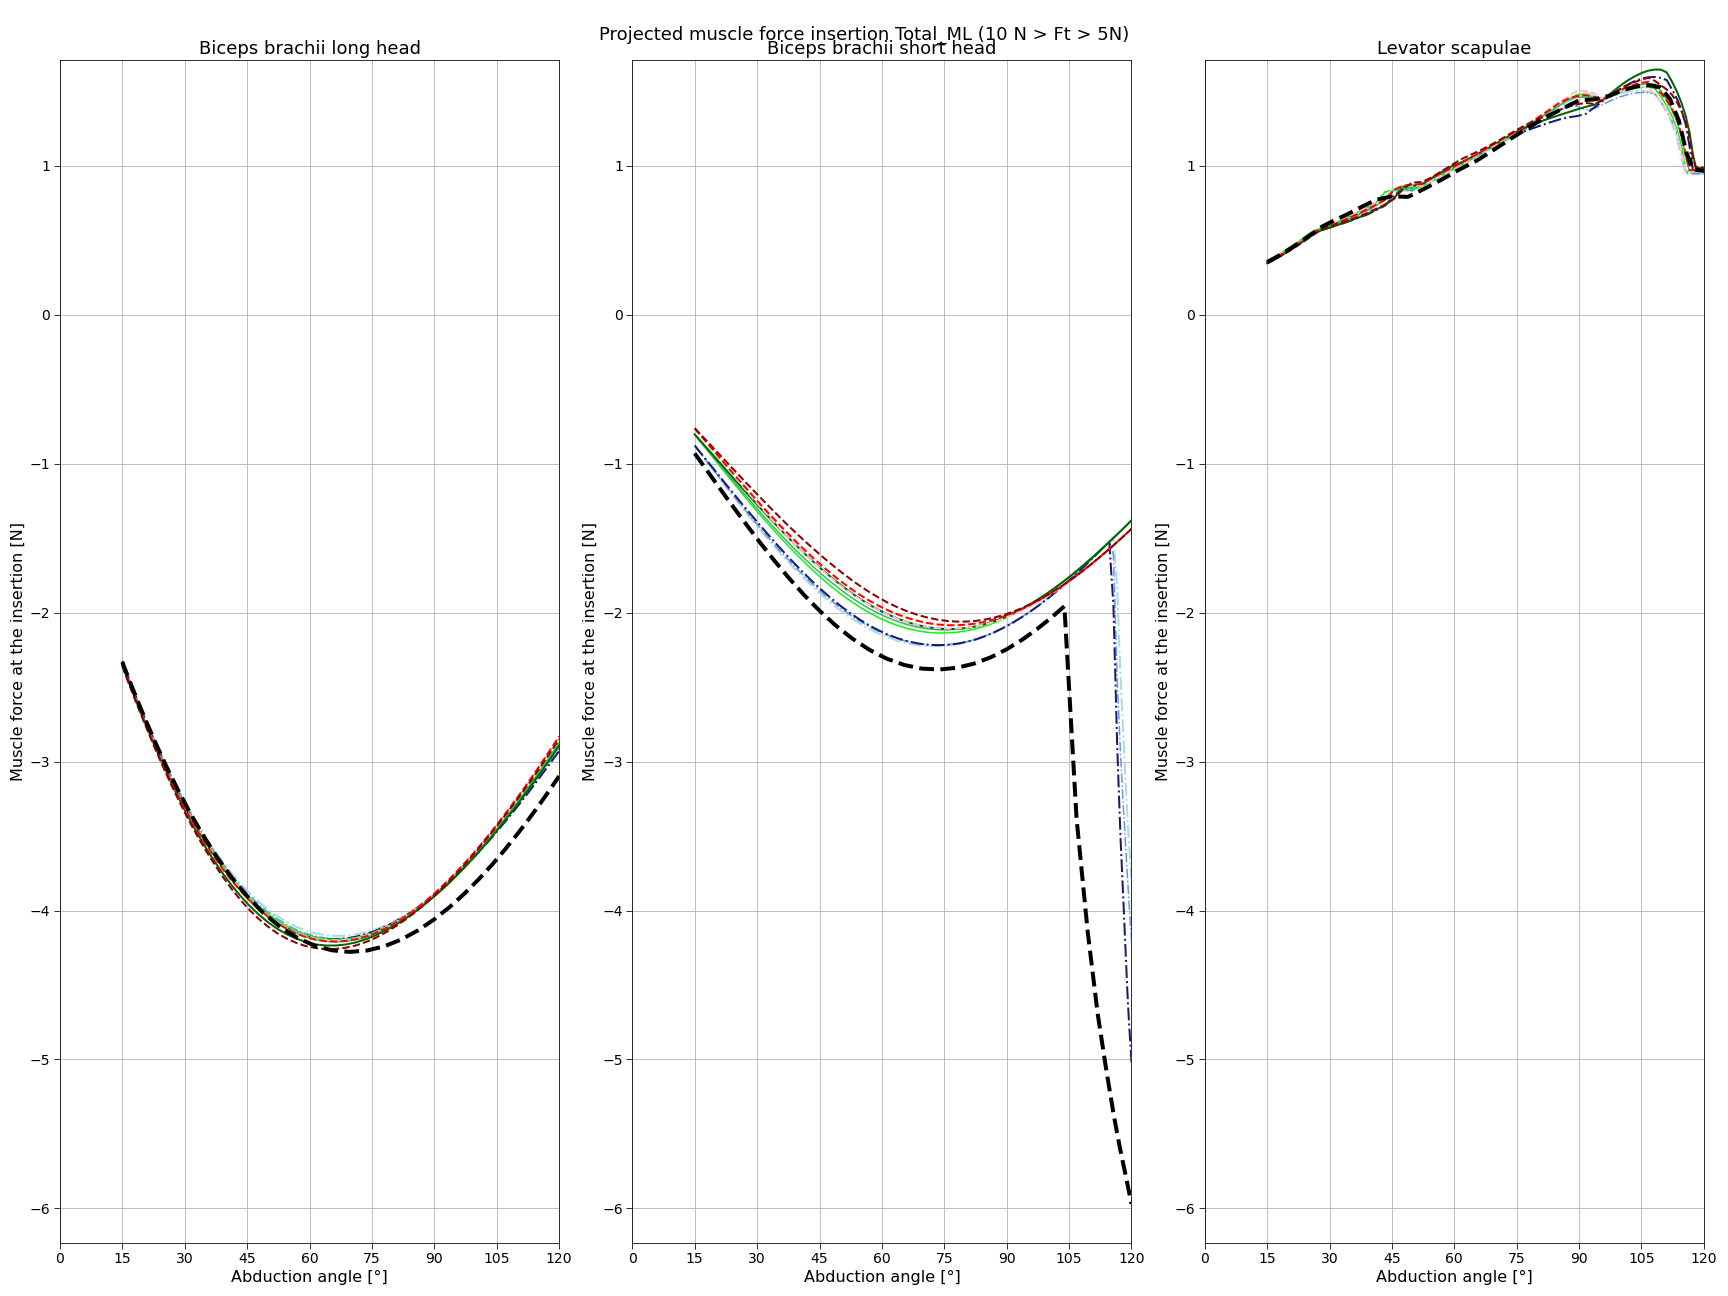 Projected muscle force insertion Total_ML (10 N > Ft > 5N)
Biceps brachii long head
Biceps brachii short head
Levator scapulae
Muscle force at the insertion [N]
1
0
−1
−2
−3
−4
−5
−6
0 15 30 45 60 75 90 105 120
Abduction angle [°]
Muscle force at the insertion [N]
1
0
−1
−2
−3
−4
−5
−6
0 15 30 45 60 75 90 105 120
Abduction angle [°]
Muscle force at the insertion [N]
1
0
−1
−2
−3
−4
−5
−6
0 15 30 45 60 75 90 105 120
Abduction angle [°]